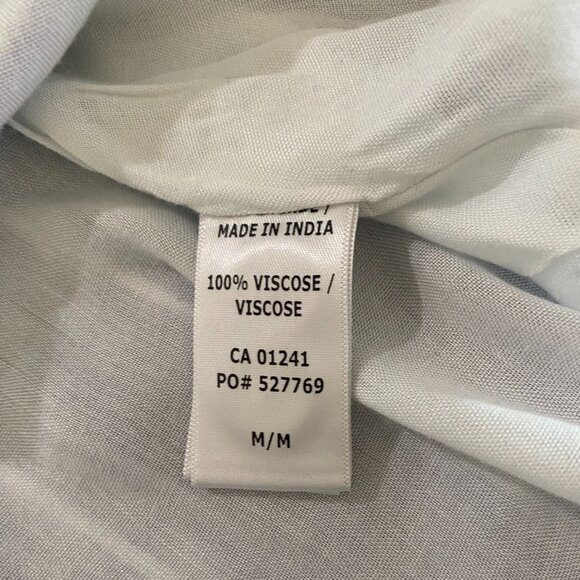 MADE IN INDIA
100% VISCOSE /
VISCOSE
CA 01241
PO# 527769
M/M